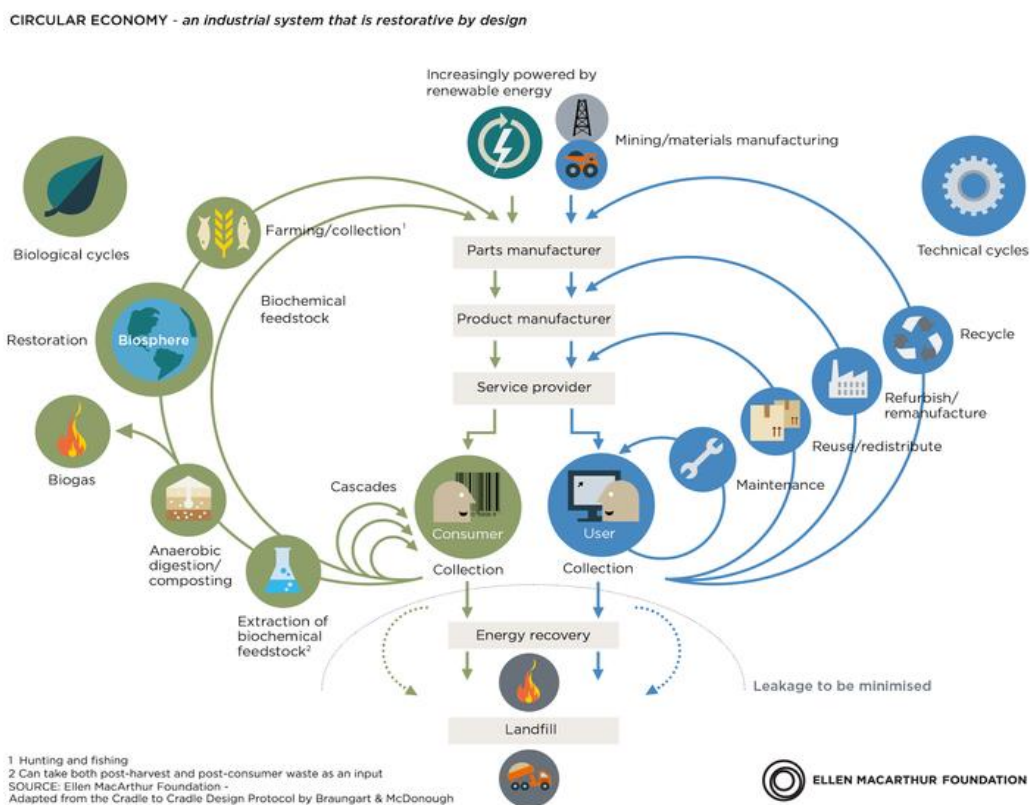 CIRCULAR ECONOMY - an industrial system that is restorative by design
Increasingly powered by
renewable energy
Mining/materials manufacturing
Biological cycles
Technical cycles
Farming/collection¹
Parts manufacturer
Biochemical
feedstock
Product manufacturer
Restoration
Biosphere
Recycle
Service provider
Refurbish/
remanufacture
Reuse/redistribute
Biogas
Cascades
Maintenance
Consumer
User
Anaerobic
digestion/
composting
Collection
Collection
Extraction of
biochemical
feedstock²
Energy recovery
Leakage to be minimised
Landfill
1 Hunting and fishing
2 Can take both post-harvest and post-consumer waste as an input
SOURCE: Ellen MacArthur Foundation -
Adapted from the Cradle to Cradle Design Protocol by Braungart & McDonough
ELLEN MACARTHUR FOUNDATION